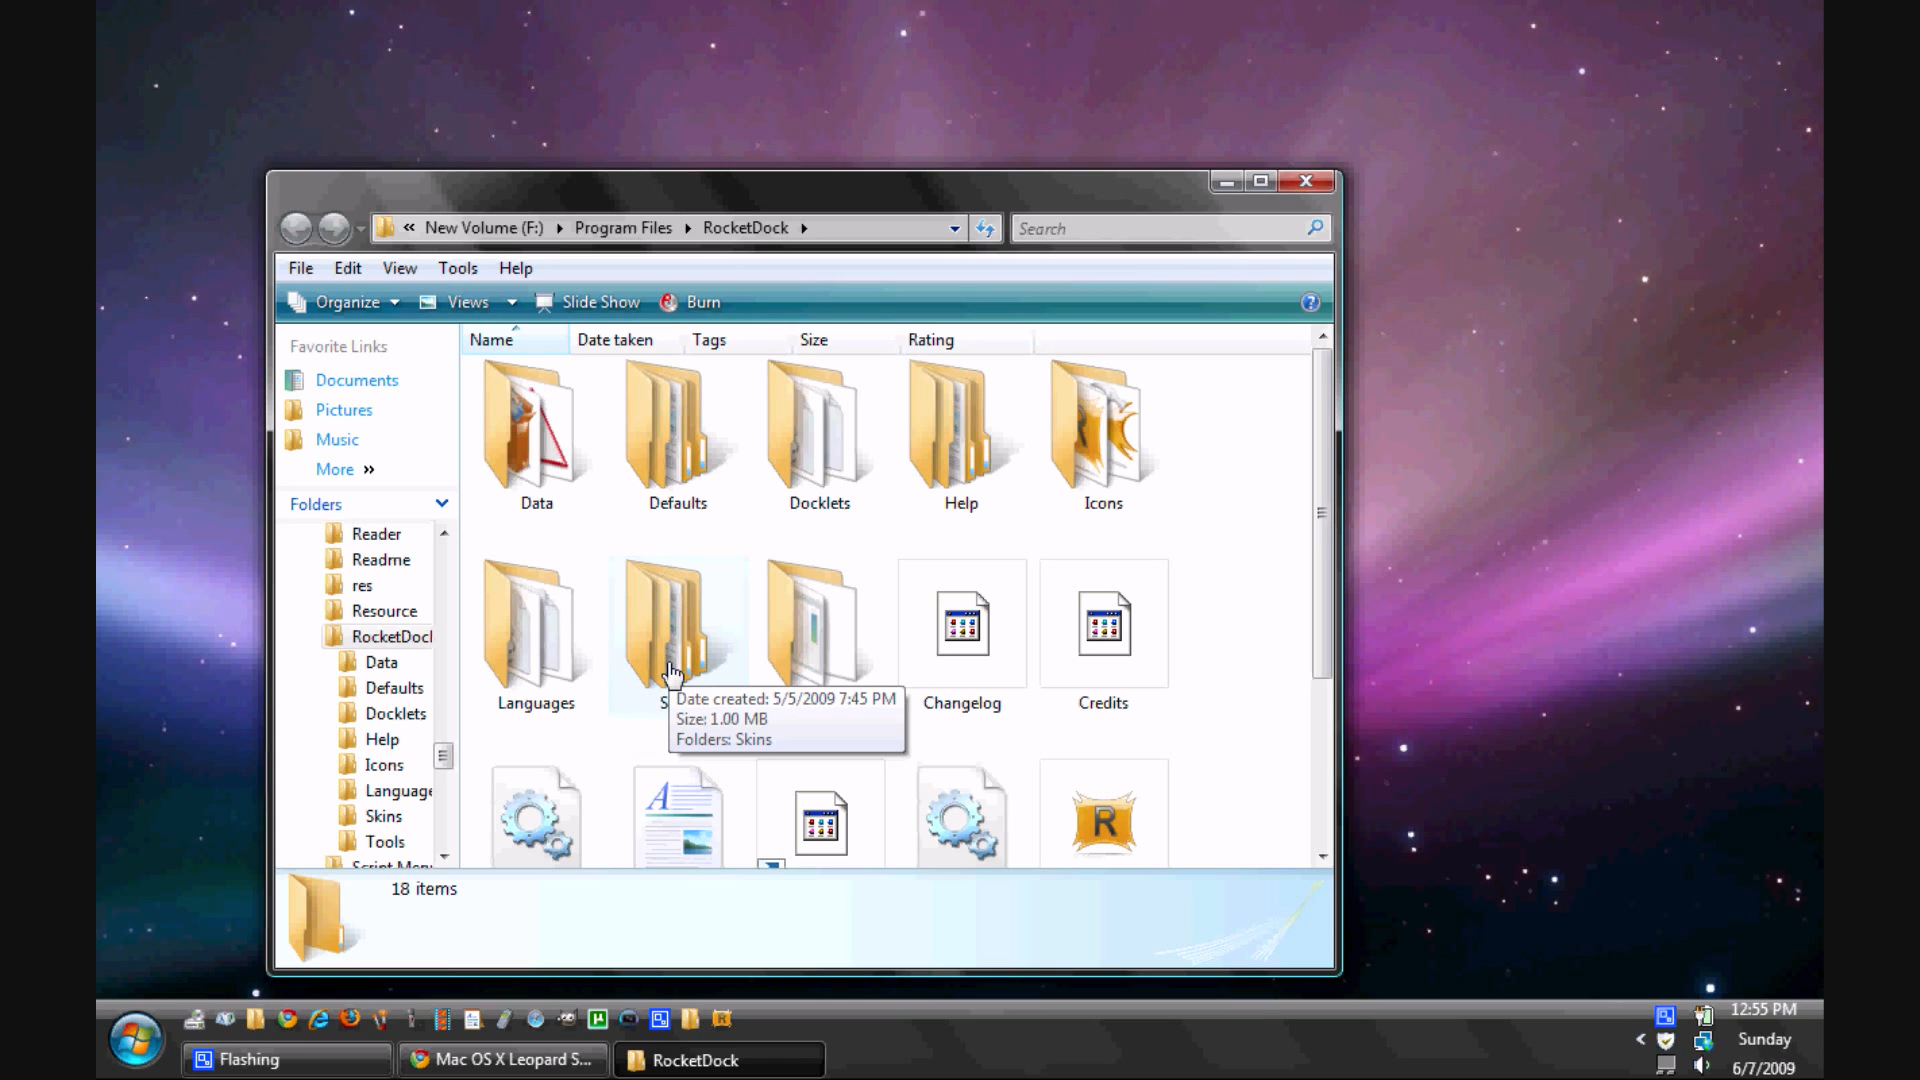 « New Volume (F:) Program Files RocketDock
Search
File Edit View Tools Help
Organize Views Slide Show Burn
Name Date taken Tags Size Rating
Favorite Links
Documents
Pictures
Music
More »
Folders
Reader
Readme
res
Resource
RocketDock
Data
Defaults
Docklets
Help
Icons
Language
Skins
Tools
Data Defaults Docklets Help Icons
Languages S Changelog Credits
Date created: 5/5/2009 7:45 PM
Size: 1.00 MB
Folders: Skins
A
R
18 items
12:55 PM
Sunday
6/7/2009
Flashing
Mac OS X Leopard S...
RocketDock